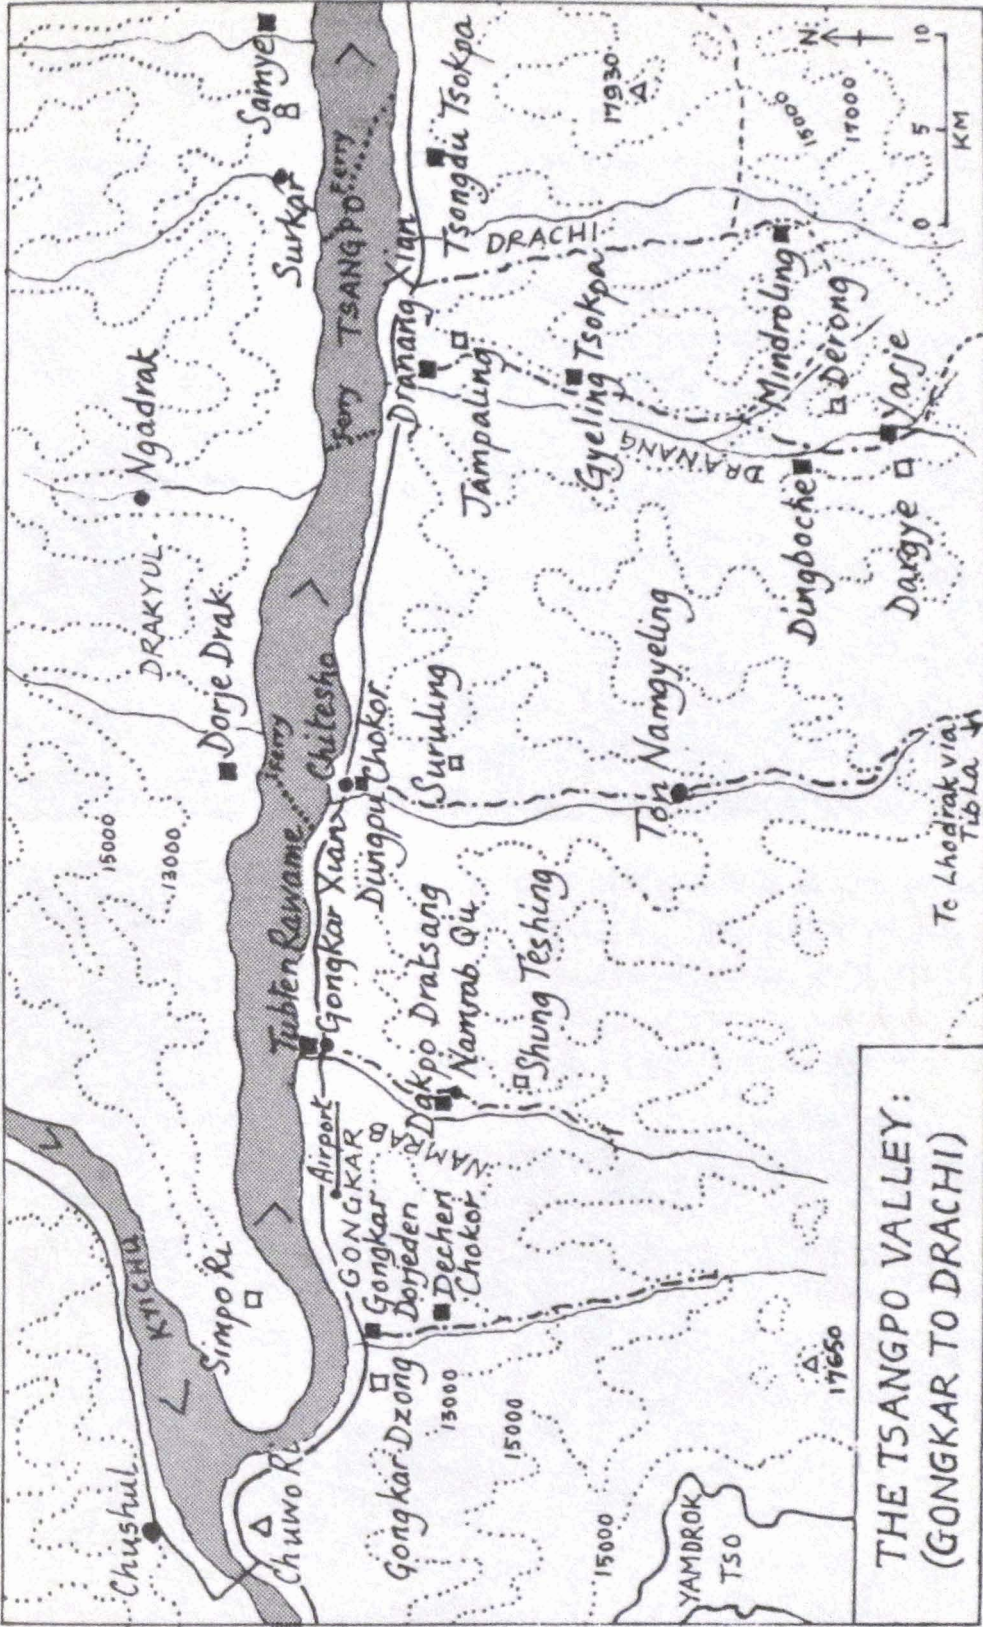 THE TSANGPO VALLEY:
(GONGKAR TO DRACHI)
Chushul
KYICHU
Simpo Ri
Chuwo Ri
Gongkar Dzong
13000
15000
15000
YAMDROK
TSO
17650
GONGKAR
Gongkar
Dorjeden
Dechen
Chokor
Airport
NAMRAB
Dakpo Dratsang
Namrab Qu
Shung Teshing
Tubten Rawame
Gongkar Xian
15000
13000
Dorje Drak
DRAKYUL
Ngadrak
Ferry
Chitesho
Dungpu Chokor
Suruling
Ton Namgyeling
To Lhodrak via
Tib La
Ferry
TSANGPO
Ferry
Surkar
Samye
Dranang Xian
Jampaling
Tsongdu Tsokpa
DRACHI
Gyeling Tsokpa
DRANANG
Dingboche
Dargye
Mindroling
Derong
Yarje
17930
15000
17000
N
0
5
10
KM